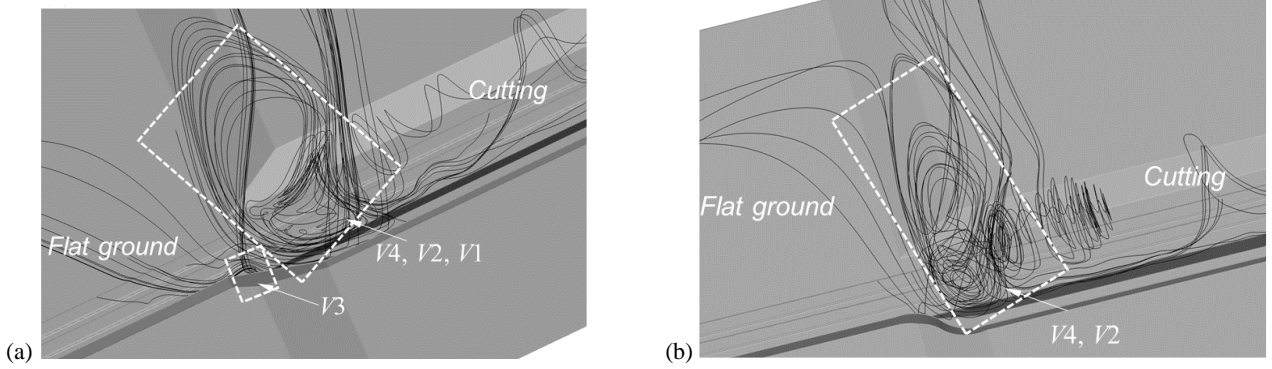 Cutting
Flat ground
V4, V2, V1
V3
(a)
Cutting
Flat ground
V4, V2
(b)